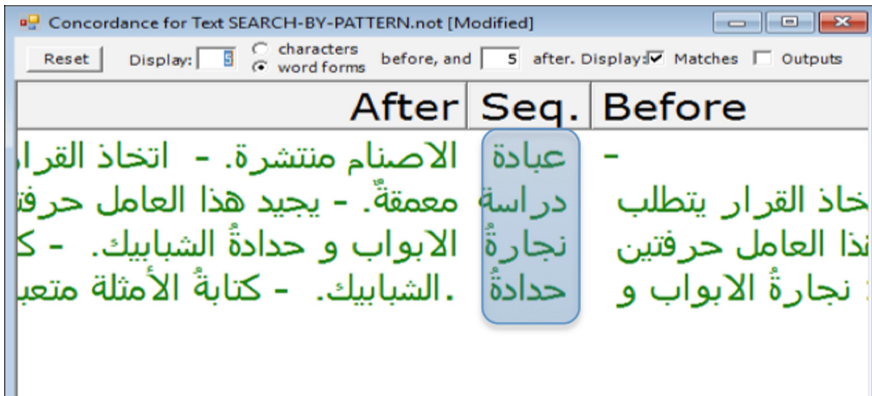 Concordance for Text SEARCH-BY-PATTERN.not [Modified]
Reset Display: 5 characters word forms before, and 5 after. Display: Matches Outputs
After Seq. Before
- عبادة الاصنام منتشرة. - اتخاذ القرار
خاذ القرار يتطلب دراسة معمقةٌ. - يجيد هذا العامل حرفت
هذا العامل حرفتين نجارةُ الابواب و حدادةُ الشبابيك. - ك
: نجارةُ الابواب و حدادةُ .الشبابيك. - كتابةُ الأمثلة متعب